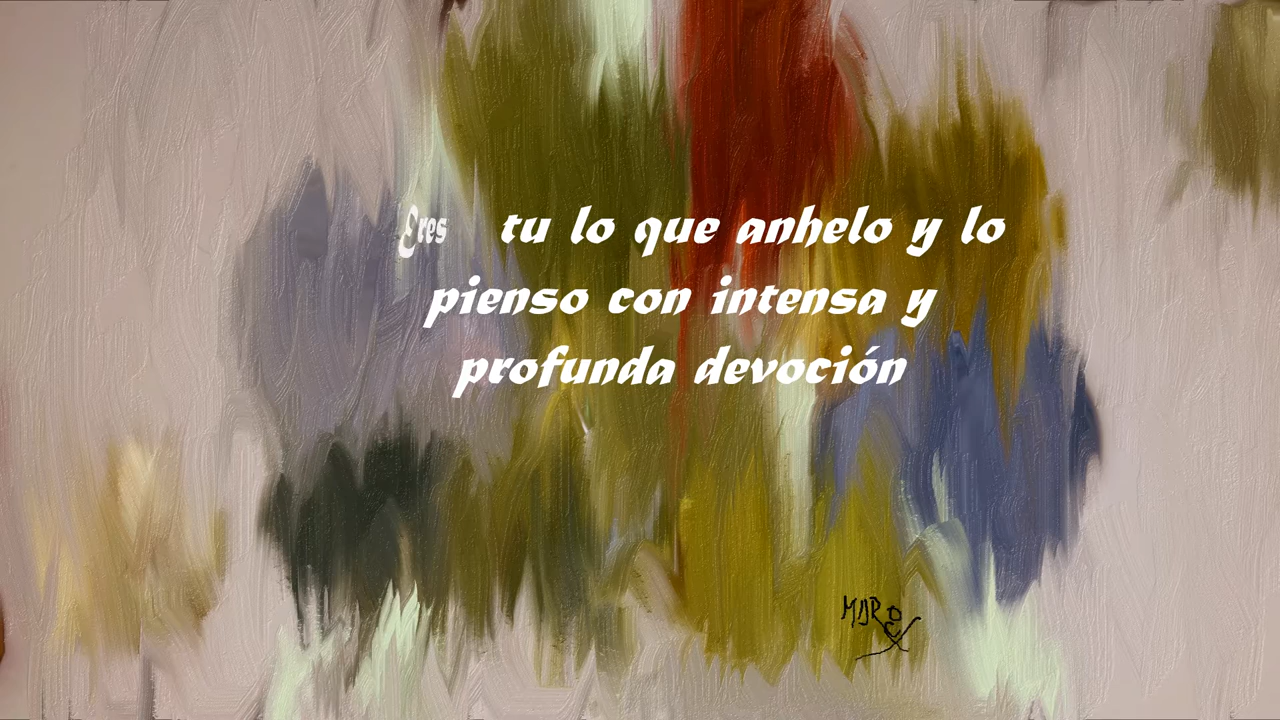 Eres tu lo que anhelo y lo
pienso con intensa y
profunda devoción